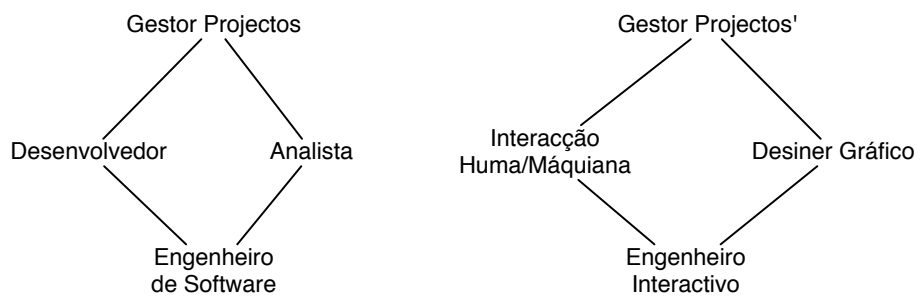 Gestor Projectos
Gestor Projectos'
Desenvolvedor
Analista
Interacção
Huma/Máquiana
Desiner Gráfico
Engenheiro
de Software
Engenheiro
Interactivo